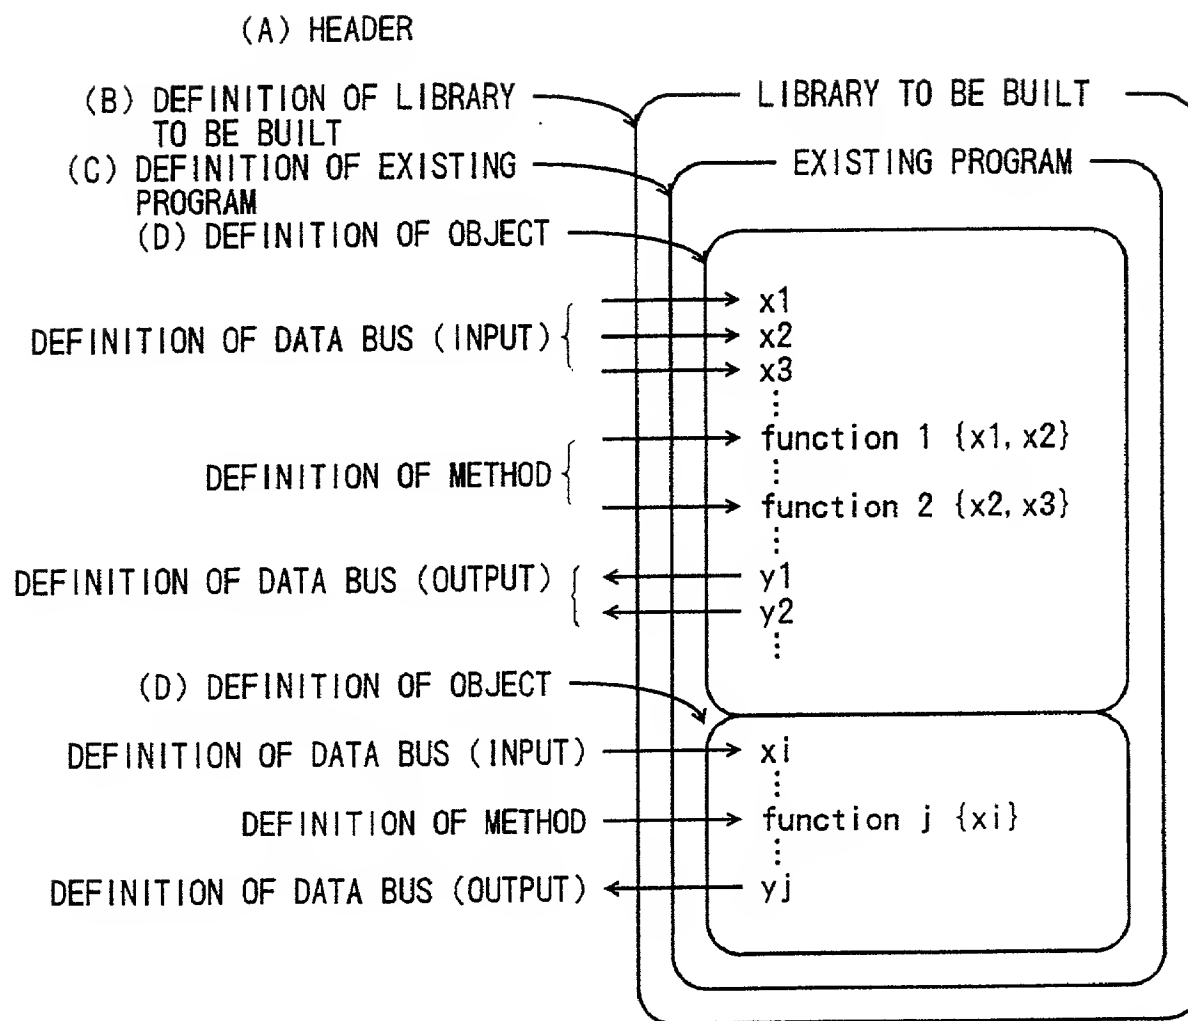 (A) HEADER
(B) DEFINITION OF LIBRARY
TO BE BUILT
LIBRARY TO BE BUILT
(C) DEFINITION OF EXISTING
PROGRAM
EXISTING PROGRAM
(D) DEFINITION OF OBJECT
DEFINITION OF DATA BUS (INPUT)
x1
x2
x3
DEFINITION OF METHOD
function 1 {x1, x2}
function 2 {x2, x3}
DEFINITION OF DATA BUS (OUTPUT)
y1
y2
(D) DEFINITION OF OBJECT
DEFINITION OF DATA BUS (INPUT)
xi
DEFINITION OF METHOD
function j {xi}
DEFINITION OF DATA BUS (OUTPUT)
yj